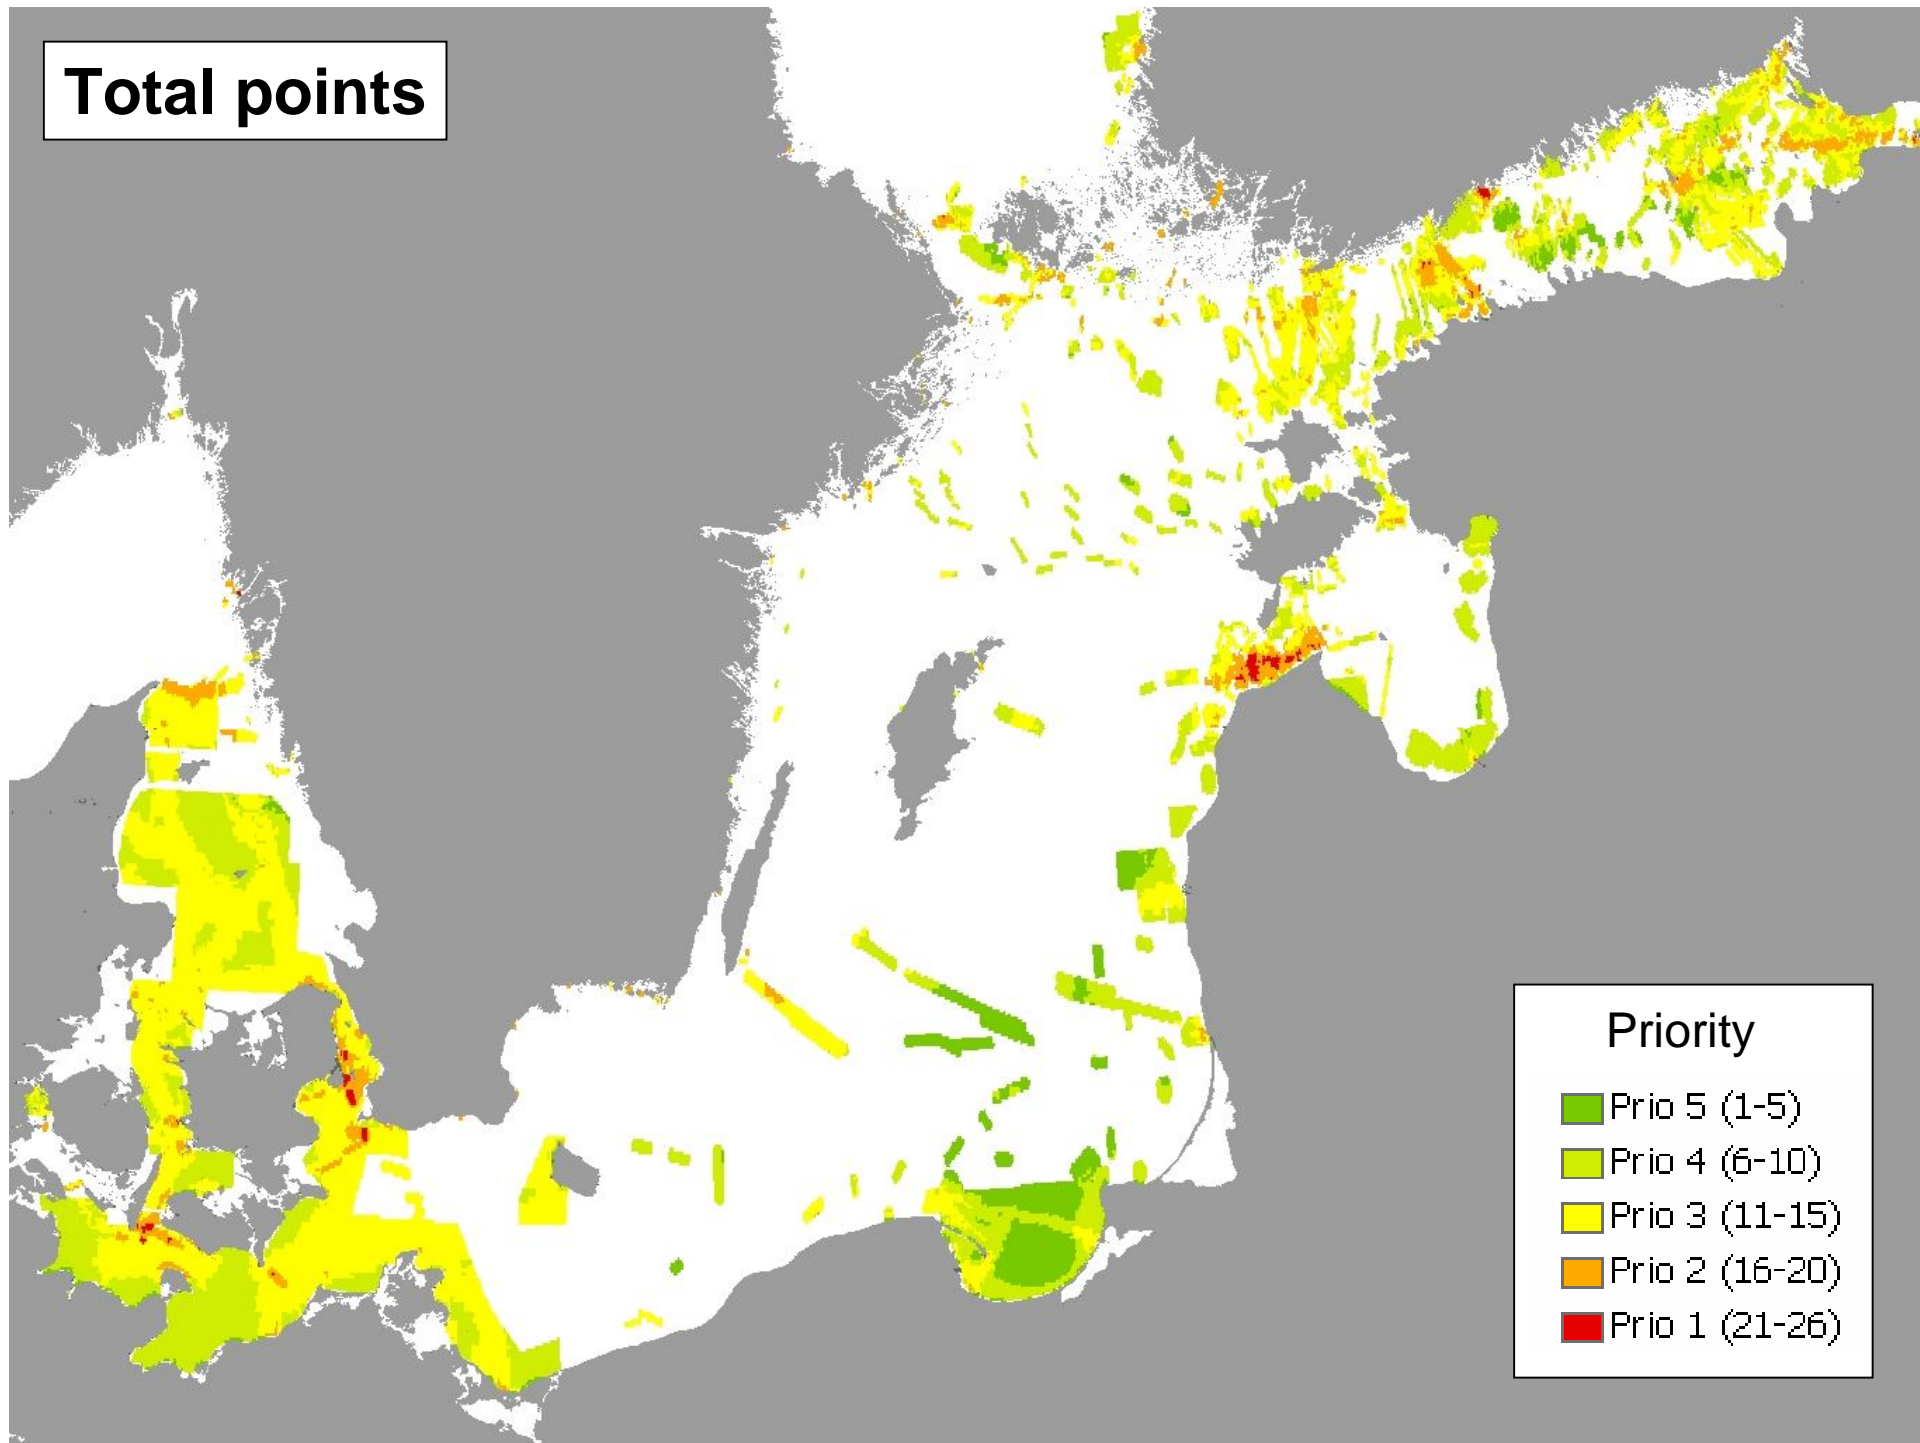 Total points
Priority
Prio 5 (1-5)
Prio 4 (6-10)
Prio 3 (11-15)
Prio 2 (16-20)
Prio 1 (21-26)